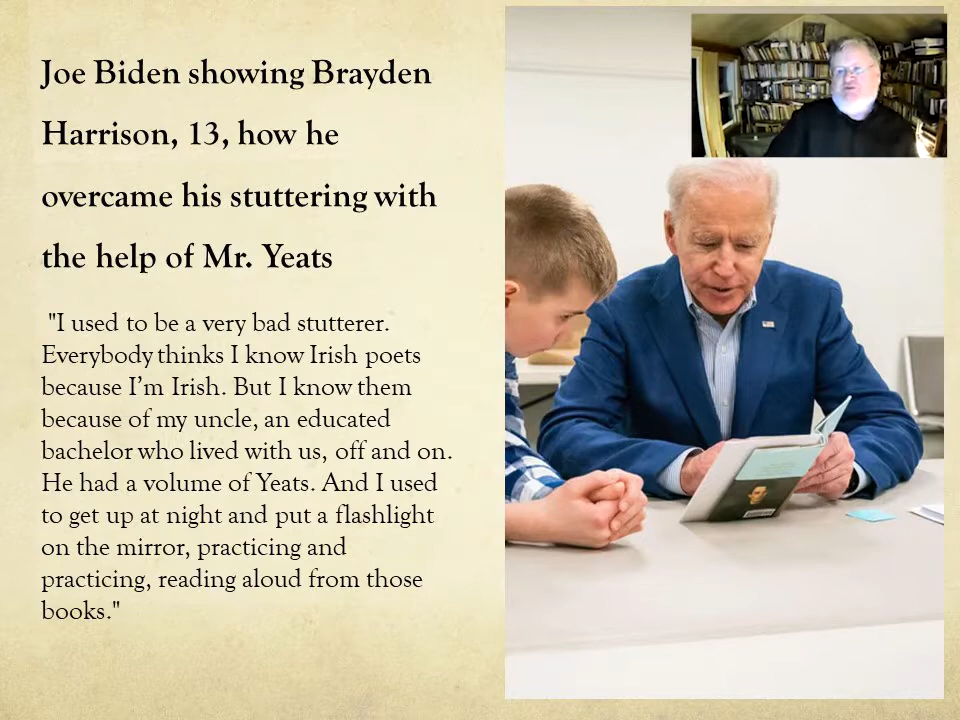 Joe Biden showing Brayden
Harrison, 13, how he
overcame his stuttering with
the help of Mr. Yeats
"I used to be a very bad stutterer.
Everybody thinks I know Irish poets
because I'm Irish. But I know them
because of my uncle, an educated
bachelor who lived with us, off and on.
He had a volume of Yeats. And I used
to get up at night and put a flashlight
on the mirror, practicing and
practicing, reading aloud from those
books."